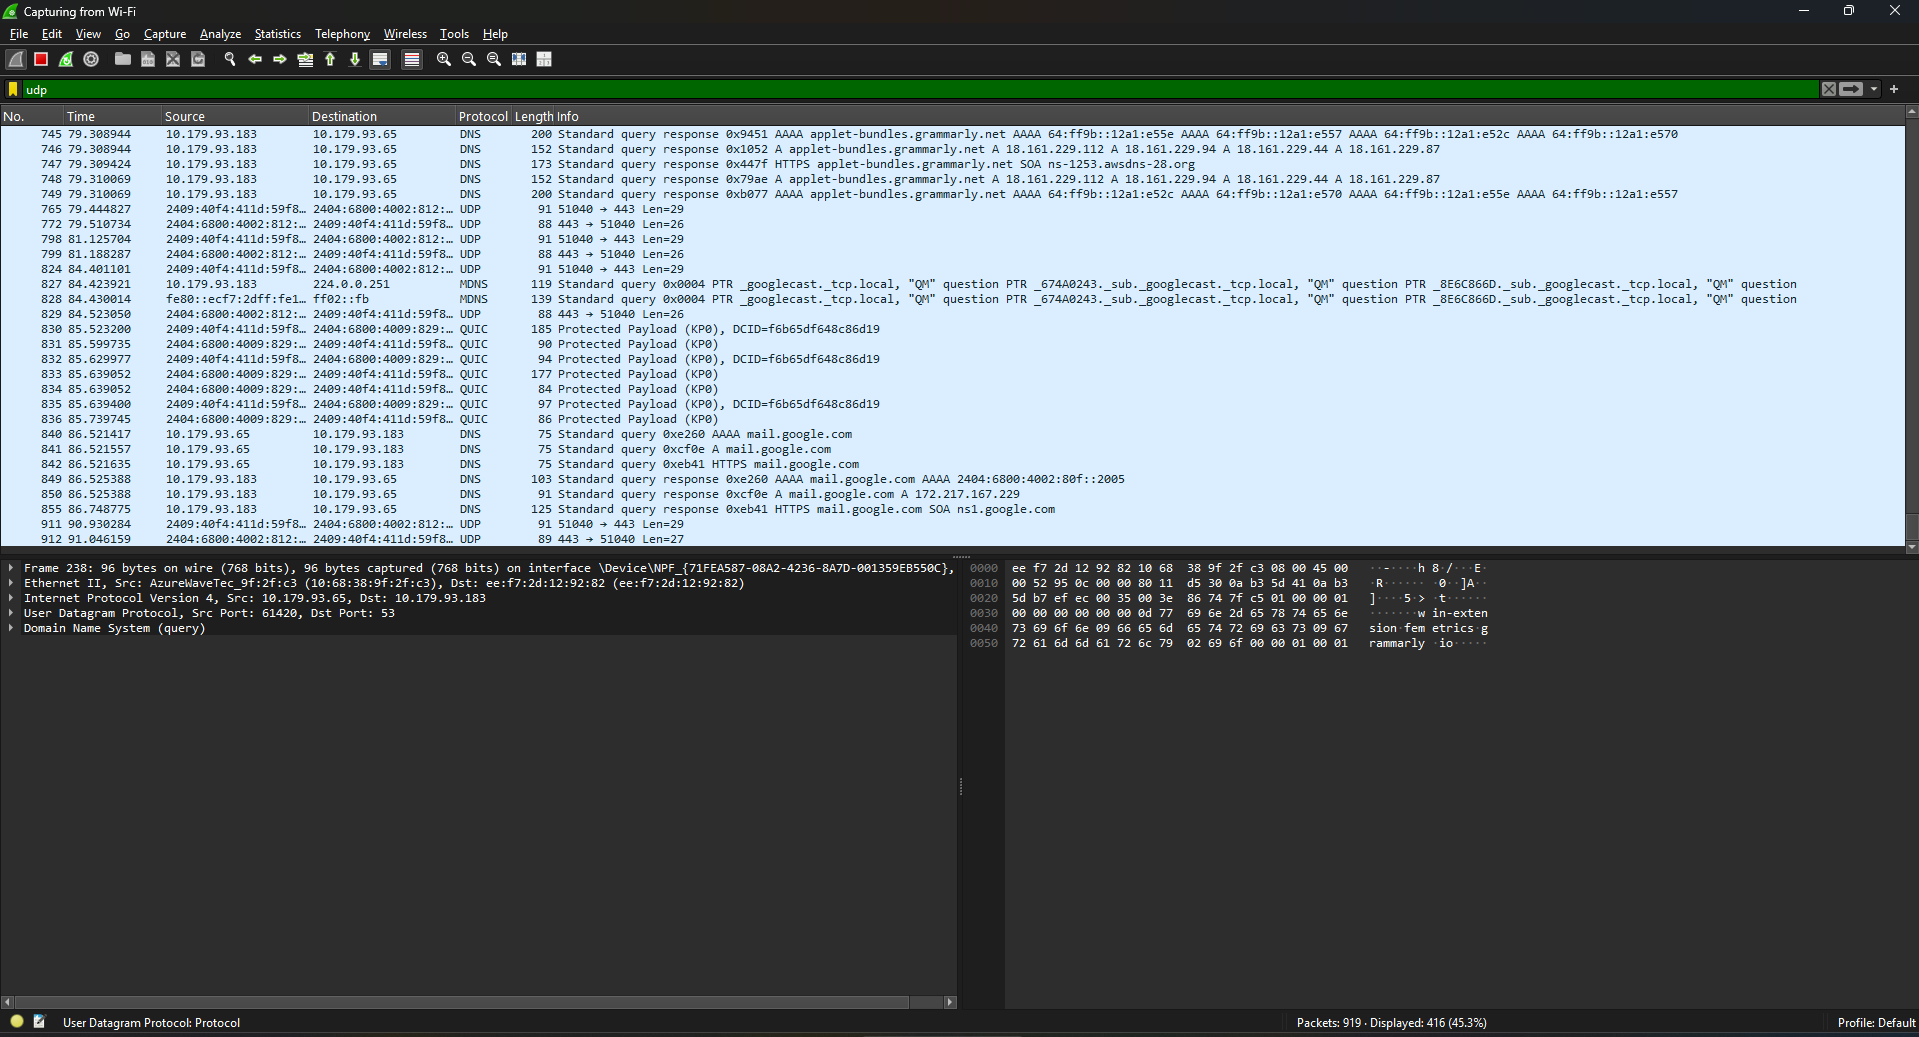 Capturing from Wi-Fi
File Edit View Go Capture Analyze Statistics Telephony Wireless Tools Help
udp
No. Time Source Destination Protocol Length Info
745 79.308944 10.179.93.183 10.179.93.65 DNS 200 Standard query response 0x9451 AAAA applet-bundles.grammarly.net AAAA 64:ff9b::12a1:e55e AAAA 64:ff9b::12a1:e557 AAAA 64:ff9b::12a1:e52c AAAA 64:ff9b::12a1:e570
746 79.308944 10.179.93.183 10.179.93.65 DNS 152 Standard query response 0x1052 A applet-bundles.grammarly.net A 18.161.229.112 A 18.161.229.94 A 18.161.229.44 A 18.161.229.87
747 79.309424 10.179.93.183 10.179.93.65 DNS 173 Standard query response 0x447f HTTPS applet-bundles.grammarly.net SOA ns-1253.awsdns-28.org
748 79.310069 10.179.93.183 10.179.93.65 DNS 152 Standard query response 0x79ae A applet-bundles.grammarly.net A 18.161.229.112 A 18.161.229.94 A 18.161.229.44 A 18.161.229.87
749 79.310069 10.179.93.183 10.179.93.65 DNS 200 Standard query response 0xb077 AAAA applet-bundles.grammarly.net AAAA 64:ff9b::12a1:e52c AAAA 64:ff9b::12a1:e570 AAAA 64:ff9b::12a1:e55e AAAA 64:ff9b::12a1:e557
765 79.444827 2409:40f4:411d:59f8… 2404:6800:4002:812:… UDP 91 51040 → 443 Len=29
772 79.510734 2404:6800:4002:812:… 2409:40f4:411d:59f8… UDP 88 443 → 51040 Len=26
798 81.125704 2409:40f4:411d:59f8… 2404:6800:4002:812:… UDP 91 51040 → 443 Len=29
799 81.188287 2404:6800:4002:812:… 2409:40f4:411d:59f8… UDP 88 443 → 51040 Len=26
824 84.401101 2409:40f4:411d:59f8… 2404:6800:4002:812:… UDP 91 51040 → 443 Len=29
827 84.423921 10.179.93.183 224.0.0.251 MDNS 119 Standard query 0x0004 PTR _googlecast._tcp.local, "QM" question PTR _674A0243._sub._googlecast._tcp.local, "QM" question PTR _8E6C866D._sub._googlecast._tcp.local, "QM" question
828 84.430014 fe80::ecf7:2dff:fe1… ff02::fb MDNS 139 Standard query 0x0004 PTR _googlecast._tcp.local, "QM" question PTR _674A0243._sub._googlecast._tcp.local, "QM" question PTR _8E6C866D._sub._googlecast._tcp.local, "QM" question
829 84.523050 2404:6800:4002:812:… 2409:40f4:411d:59f8… UDP 88 443 → 51040 Len=26
830 85.523200 2409:40f4:411d:59f8… 2404:6800:4009:829:… QUIC 185 Protected Payload (KP0), DCID=f6b65df648c86d19
831 85.599735 2404:6800:4009:829:… 2409:40f4:411d:59f8… QUIC 90 Protected Payload (KP0)
832 85.629977 2409:40f4:411d:59f8… 2404:6800:4009:829:… QUIC 94 Protected Payload (KP0), DCID=f6b65df648c86d19
833 85.639052 2404:6800:4009:829:… 2409:40f4:411d:59f8… QUIC 177 Protected Payload (KP0)
834 85.639052 2404:6800:4009:829:… 2409:40f4:411d:59f8… QUIC 84 Protected Payload (KP0)
835 85.639400 2409:40f4:411d:59f8… 2404:6800:4009:829:… QUIC 97 Protected Payload (KP0), DCID=f6b65df648c86d19
836 85.739745 2404:6800:4009:829:… 2409:40f4:411d:59f8… QUIC 86 Protected Payload (KP0)
840 86.521417 10.179.93.65 10.179.93.183 DNS 75 Standard query 0xe260 AAAA mail.google.com
841 86.521557 10.179.93.65 10.179.93.183 DNS 75 Standard query 0xcf0e A mail.google.com
842 86.521635 10.179.93.65 10.179.93.183 DNS 75 Standard query 0xeb41 HTTPS mail.google.com
849 86.525388 10.179.93.183 10.179.93.65 DNS 103 Standard query response 0xe260 AAAA mail.google.com AAAA 2404:6800:4002:80f::2005
850 86.525388 10.179.93.183 10.179.93.65 DNS 91 Standard query response 0xcf0e A mail.google.com A 172.217.167.229
855 86.748775 10.179.93.183 10.179.93.65 DNS 125 Standard query response 0xeb41 HTTPS mail.google.com SOA ns1.google.com
911 90.930284 2409:40f4:411d:59f8… 2404:6800:4002:812:… UDP 91 51040 → 443 Len=29
912 91.046159 2404:6800:4002:812:… 2409:40f4:411d:59f8… UDP 89 443 → 51040 Len=27
Frame 238: 96 bytes on wire (768 bits), 96 bytes captured (768 bits) on interface \Device\NPF_{71FEA587-08A2-4236-8A7D-001359EB550C},
Ethernet II, Src: AzureWaveTec_9f:2f:c3 (10:68:38:9f:2f:c3), Dst: ee:f7:2d:12:92:82 (ee:f7:2d:12:92:82)
Internet Protocol Version 4, Src: 10.179.93.65, Dst: 10.179.93.183
User Datagram Protocol, Src Port: 61420, Dst Port: 53
Domain Name System (query)
0000 ee f7 2d 12 92 82 10 68 38 9f 2f c3 08 00 45 00 ··-····h 8·/···E·
0010 00 52 95 0c 00 00 80 11 d5 30 0a b3 5d 41 0a b3 ·R······ ·0··]A··
0020 5d b7 ef ec 00 35 00 3e 86 74 7f c5 01 00 00 01 ]····5·> ·t······
0030 00 00 00 00 00 00 0d 77 69 6e 2d 65 78 74 65 6e ·······w in-exten
0040 73 69 6f 6e 09 66 65 6d 65 74 72 69 63 73 09 67 sion·fem etrics·g
0050 72 61 6d 6d 61 72 6c 79 02 69 6f 00 00 01 00 01 rammarly ·io·····
User Datagram Protocol: Protocol
Packets: 919 · Displayed: 416 (45.3%)
Profile: Default